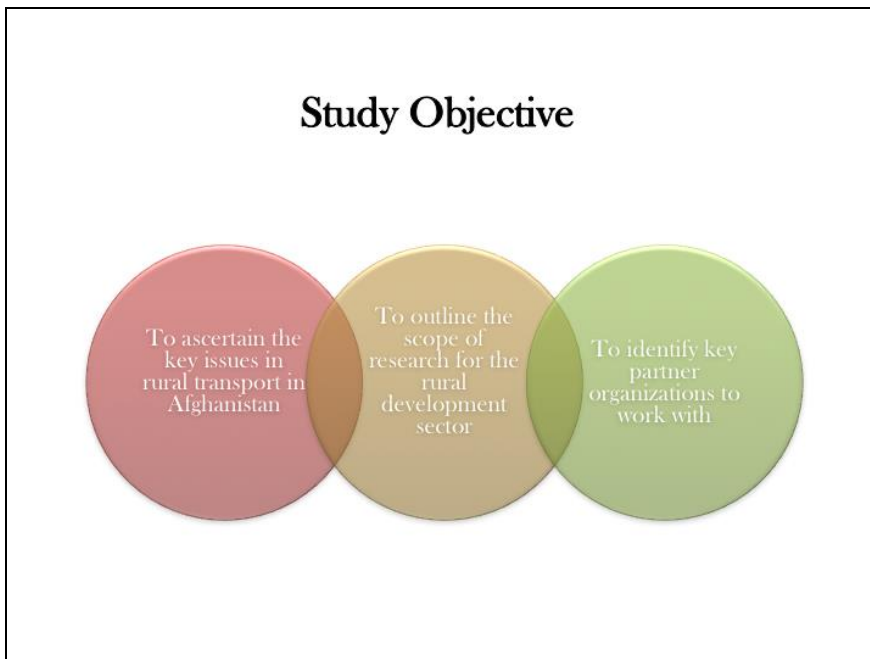 Study Objective
To ascertain the
key issues in
rural transport in
Afghanistan
To outline the
scope of
research for the
rural
development
sector
To identify key
partner
organizations to
work with